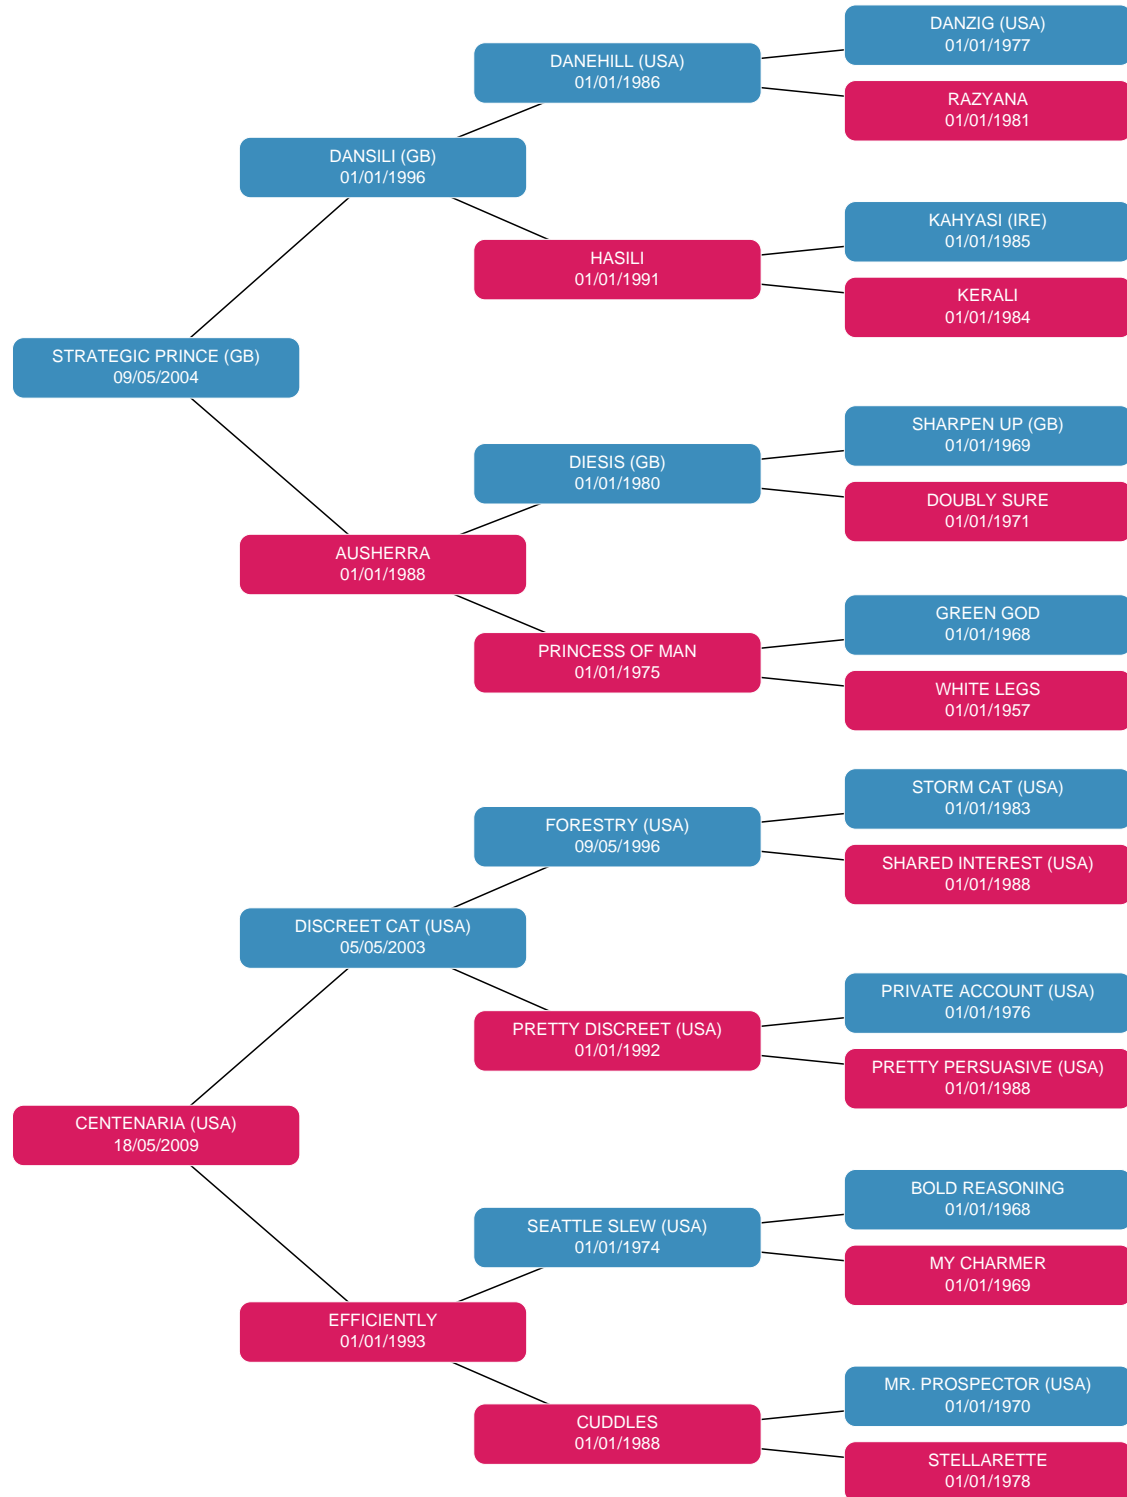 DANZIG (USA)
01/01/1977
DANEHILL (USA)
01/01/1986
RAZYANA
01/01/1981
DANSILI (GB)
01/01/1996
KAHYASI (IRE)
01/01/1985
HASILI
01/01/1991
KERALI
01/01/1984
STRATEGIC PRINCE (GB)
09/05/2004
SHARPEN UP (GB)
01/01/1969
DIESIS (GB)
01/01/1980
DOUBLY SURE
01/01/1971
AUSHERRA
01/01/1988
GREEN GOD
01/01/1968
PRINCESS OF MAN
01/01/1975
WHITE LEGS
01/01/1957
STORM CAT (USA)
01/01/1983
FORESTRY (USA)
09/05/1996
SHARED INTEREST (USA)
01/01/1988
DISCREET CAT (USA)
05/05/2003
PRIVATE ACCOUNT (USA)
01/01/1976
PRETTY DISCREET (USA)
01/01/1992
PRETTY PERSUASIVE (USA)
01/01/1988
CENTENARIA (USA)
18/05/2009
BOLD REASONING
01/01/1968
SEATTLE SLEW (USA)
01/01/1974
MY CHARMER
01/01/1969
EFFICIENTLY
01/01/1993
MR. PROSPECTOR (USA)
01/01/1970
CUDDLES
01/01/1988
STELLARETTE
01/01/1978